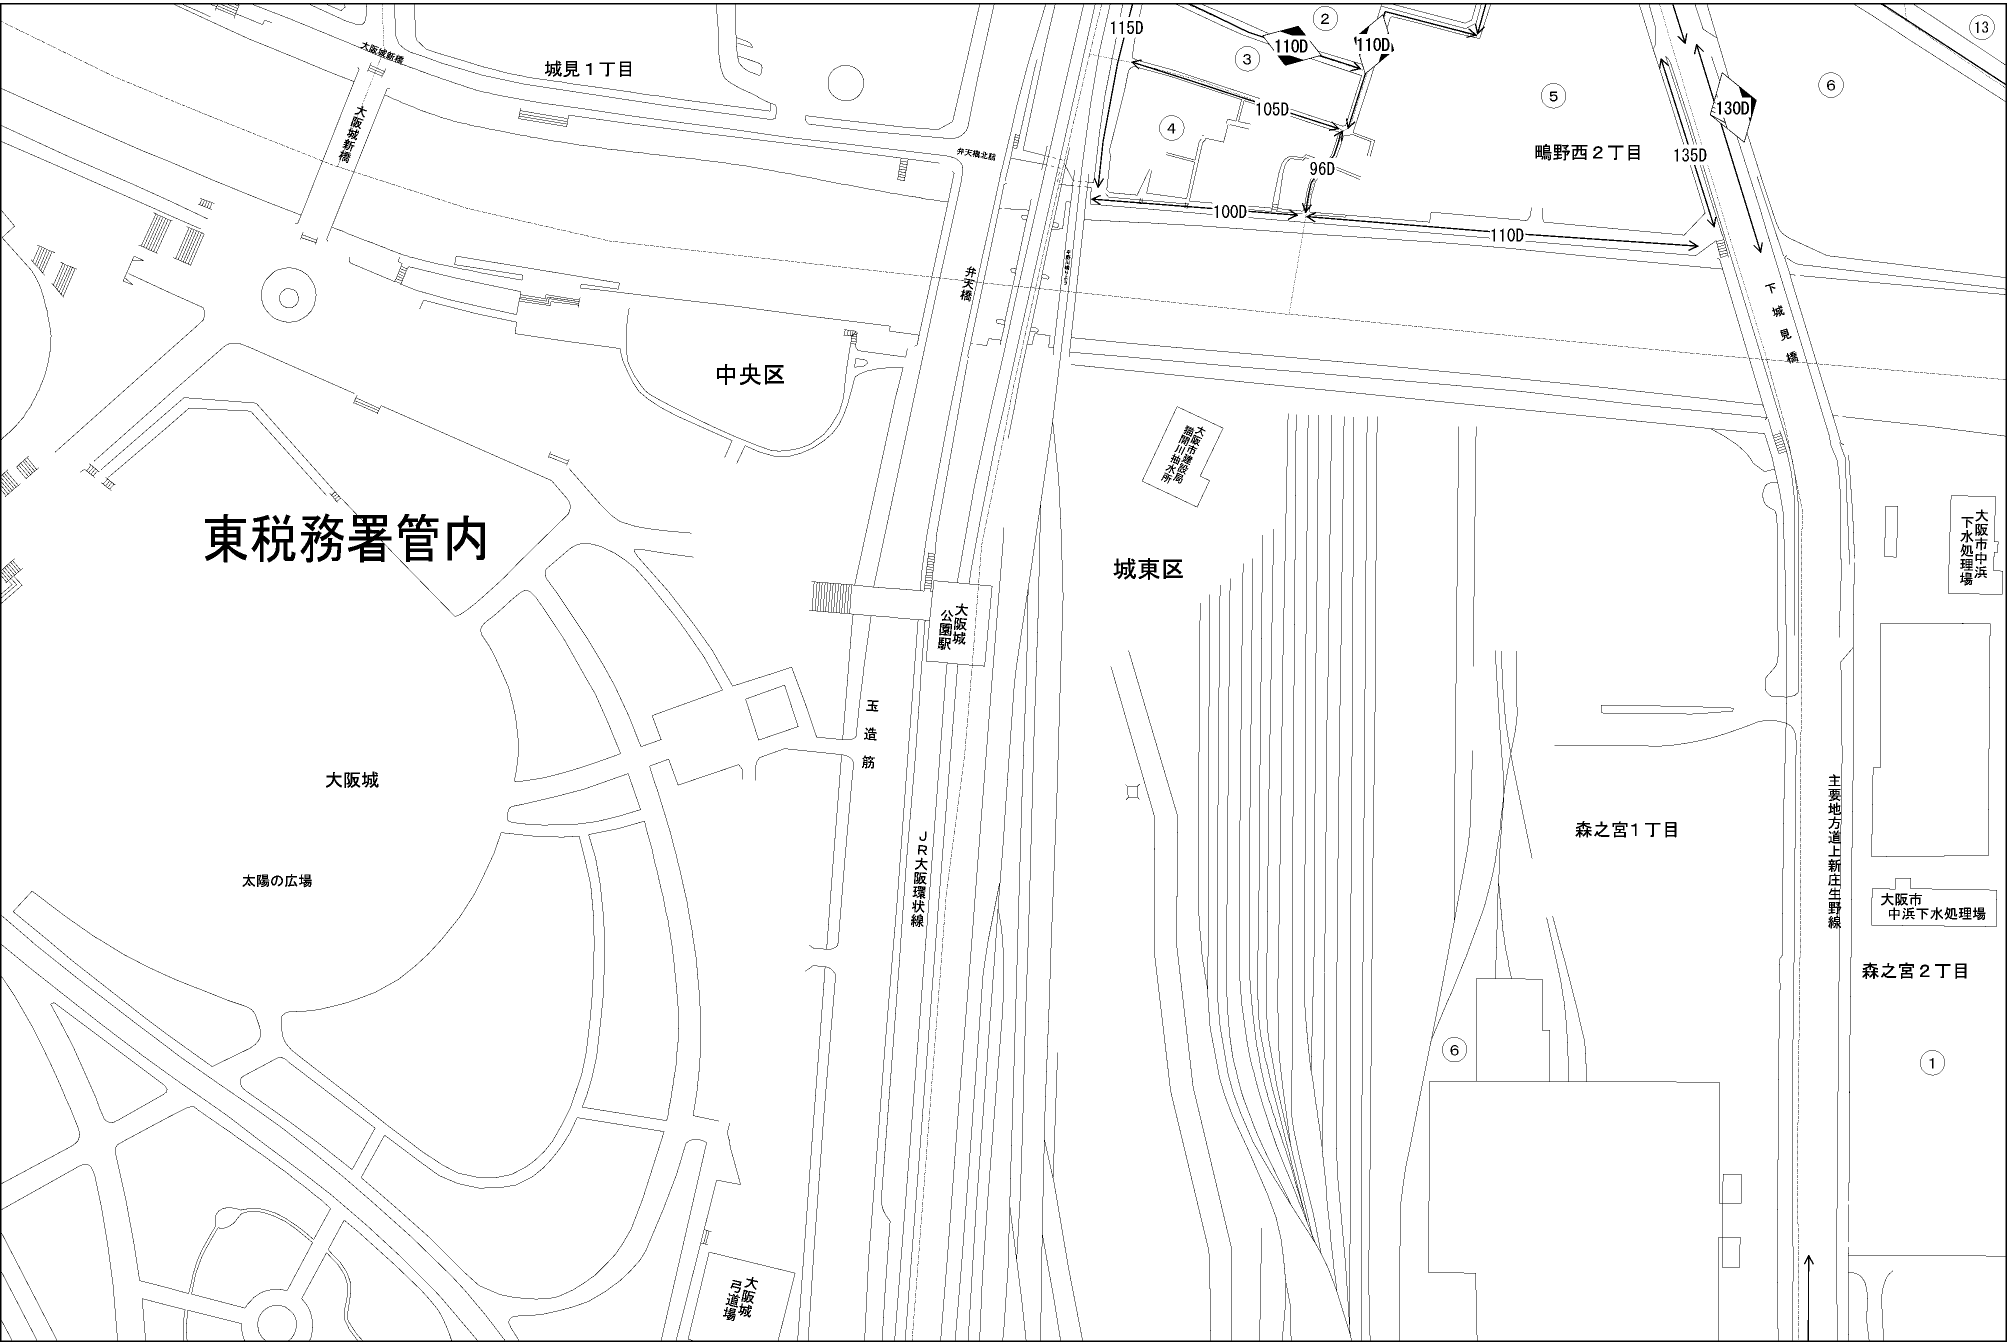 大阪城新橋
城見１丁目
115D
②
110D
110D
③
13
⑥
大阪城新橋
105D
④
⑤
130D
弁天橋北詰
鴫野西２丁目
135D
96D
100D
110D
弁天橋
下城見橋
中央区
大阪市建設局
猫間川抽水所
東税務署管内
大阪市中浜
下水処理場
城東区
大阪城
公園駅
玉造筋
大阪城
森之宮１丁目
主要地方道上新庄生野線
ＪＲ大阪環状線
太陽の広場
大阪市
中浜下水処理場
森之宮２丁目
⑥
①
大阪城
弓道場